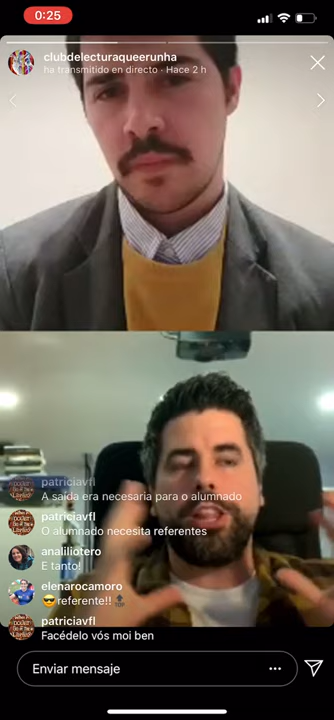 0:25
clubdelecturaqueerunha
ha transmitido en directo · Hace 2 h
patriciavfl
A saída era necesaria para o alumnado
patriciavfl
O alumnado necesita referentes
analiliotero
E tanto!
elenarocamoro
😎referente!!🔝
patriciavfl
Facédelo vós moi ben
Enviar mensaje